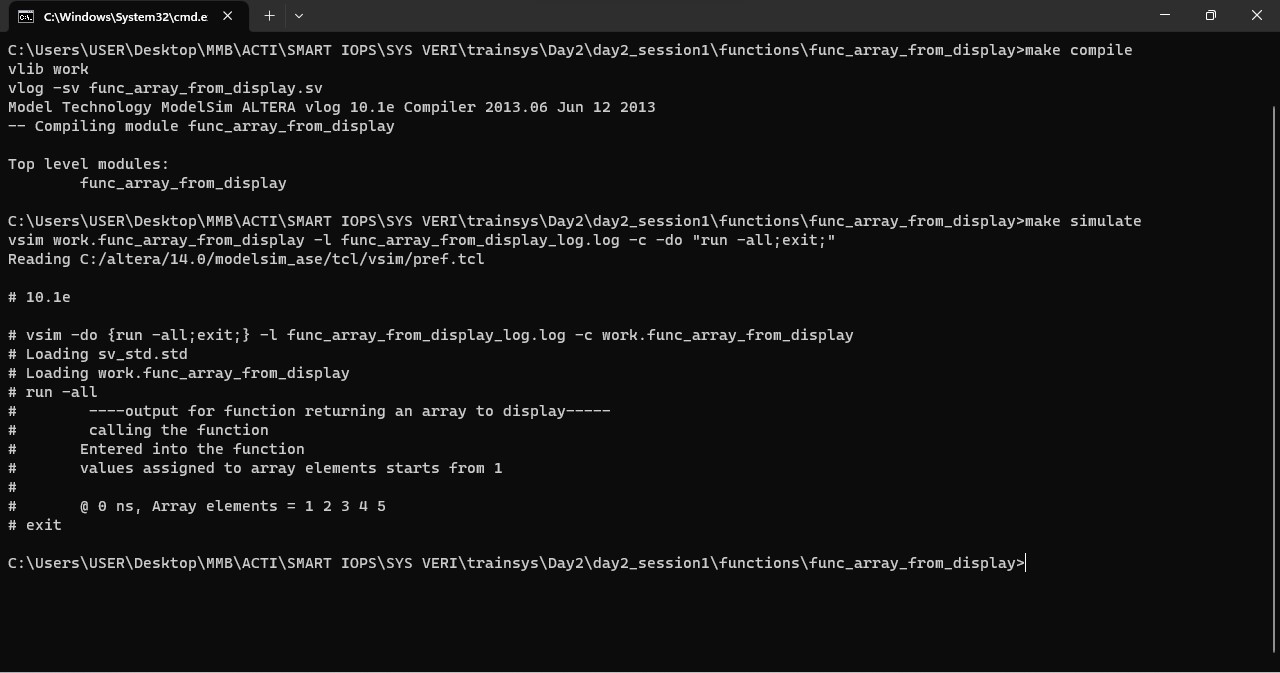 C:\Windows\System32\cmd.e
C:\Users\USER\Desktop\MMB\ACTI\SMART IOPS\SYS VERI\trainsys\Day2\day2_session1\functions\func_array_from_display>make compile
vlib work
vlog -sv func_array_from_display.sv
Model Technology ModelSim ALTERA vlog 10.1e Compiler 2013.06 Jun 12 2013
-- Compiling module func_array_from_display
Top level modules:
func_array_from_display
C:\Users\USER\Desktop\MMB\ACTI\SMART IOPS\SYS VERI\trainsys\Day2\day2_session1\functions\func_array_from_display>make simulate
vsim work.func_array_from_display -l func_array_from_display_log.log -c -do "run -all;exit;"
Reading C:/altera/14.0/modelsim_ase/tcl/vsim/pref.tcl
# 10.1e
# vsim -do {run -all;exit;} -l func_array_from_display_log.log -c work.func_array_from_display
# Loading sv_std.std
# Loading work.func_array_from_display
# run -all
#        ----output for function returning an array to display-----
#        calling the function
#       Entered into the function
#       values assigned to array elements starts from 1
#
#       @ 0 ns, Array elements = 1 2 3 4 5
# exit
C:\Users\USER\Desktop\MMB\ACTI\SMART IOPS\SYS VERI\trainsys\Day2\day2_session1\functions\func_array_from_display>